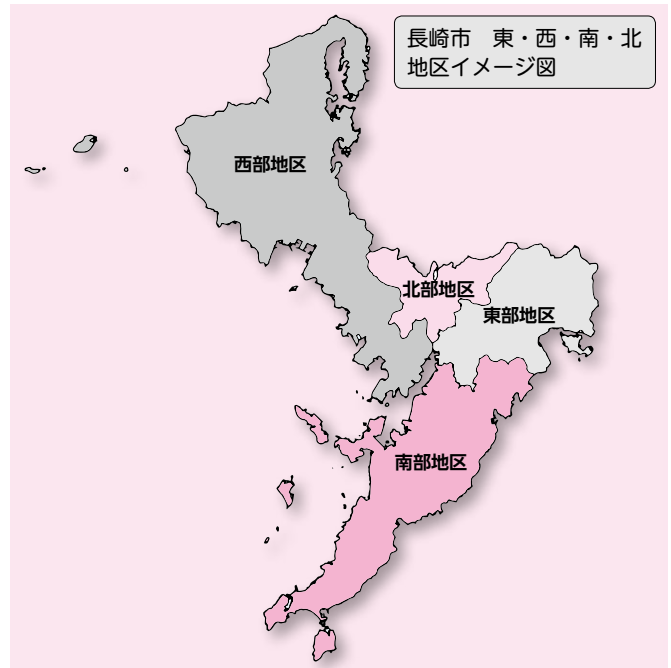 長崎市　東・西・南・北
地区イメージ図
西部地区
北部地区
東部地区
南部地区